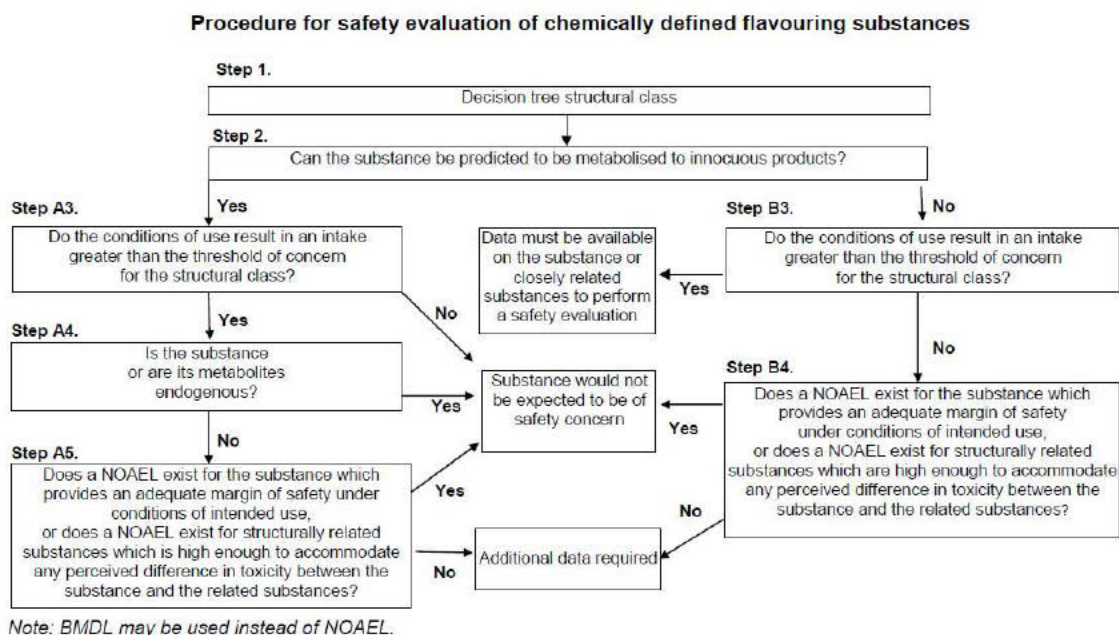 Procedure for safety evaluation of chemically defined flavouring substances
Step 1.
Decision tree structural class
Step 2.
Can the substance be predicted to be metabolised to innocuous products?
Step A3.
Yes
Do the conditions of use result in an intake
greater than the threshold of concern
for the structural class?
Data must be available
on the substance or
closely related
substances to perform
a safety evaluation
Step B3.
No
Do the conditions of use result in an intake
greater than the threshold of concern
for the structural class?
Yes
No
Yes
No
Step A4.
Is the substance
or are its metabolites
endogenous?
Yes
Substance would not
be expected to be of
safety concern
Step B4.
Does a NOAEL exist for the substance which
provides an adequate margin of safety
under conditions of intended use,
or does a NOAEL exist for structurally related
substances which are high enough to accommodate
any perceived difference in toxicity between the
substance and the related substances?
Yes
No
No
Step A5.
Does a NOAEL exist for the substance which
provides an adequate margin of safety under
conditions of intended use,
or does a NOAEL exist for structurally related
substances which is high enough to accommodate
any perceived difference in toxicity between the
substance and the related substances?
Yes
No
Additional data required
Note: BMDL may be used instead of NOAEL.